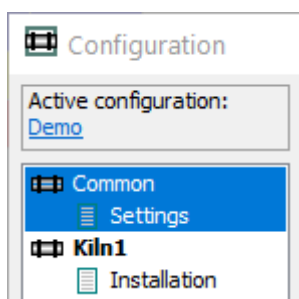 Configuration
Active configuration:
Demo
Common
Settings
Kiln1
Installation